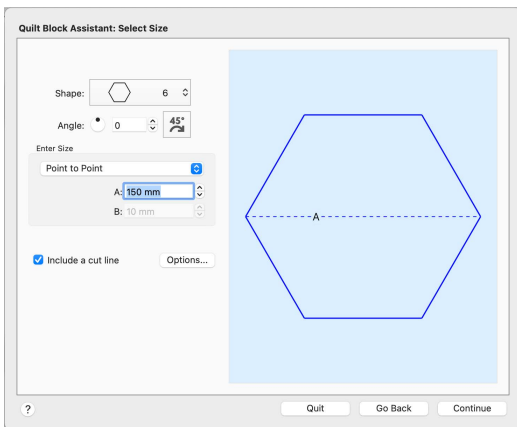 Quilt Block Assistant: Select Size
Shape: 6
Angle: 0 45°
Enter Size
Point to Point
A: 150 mm
B: 10 mm
Include a cut line Options...
A
? Quit Go Back Continue